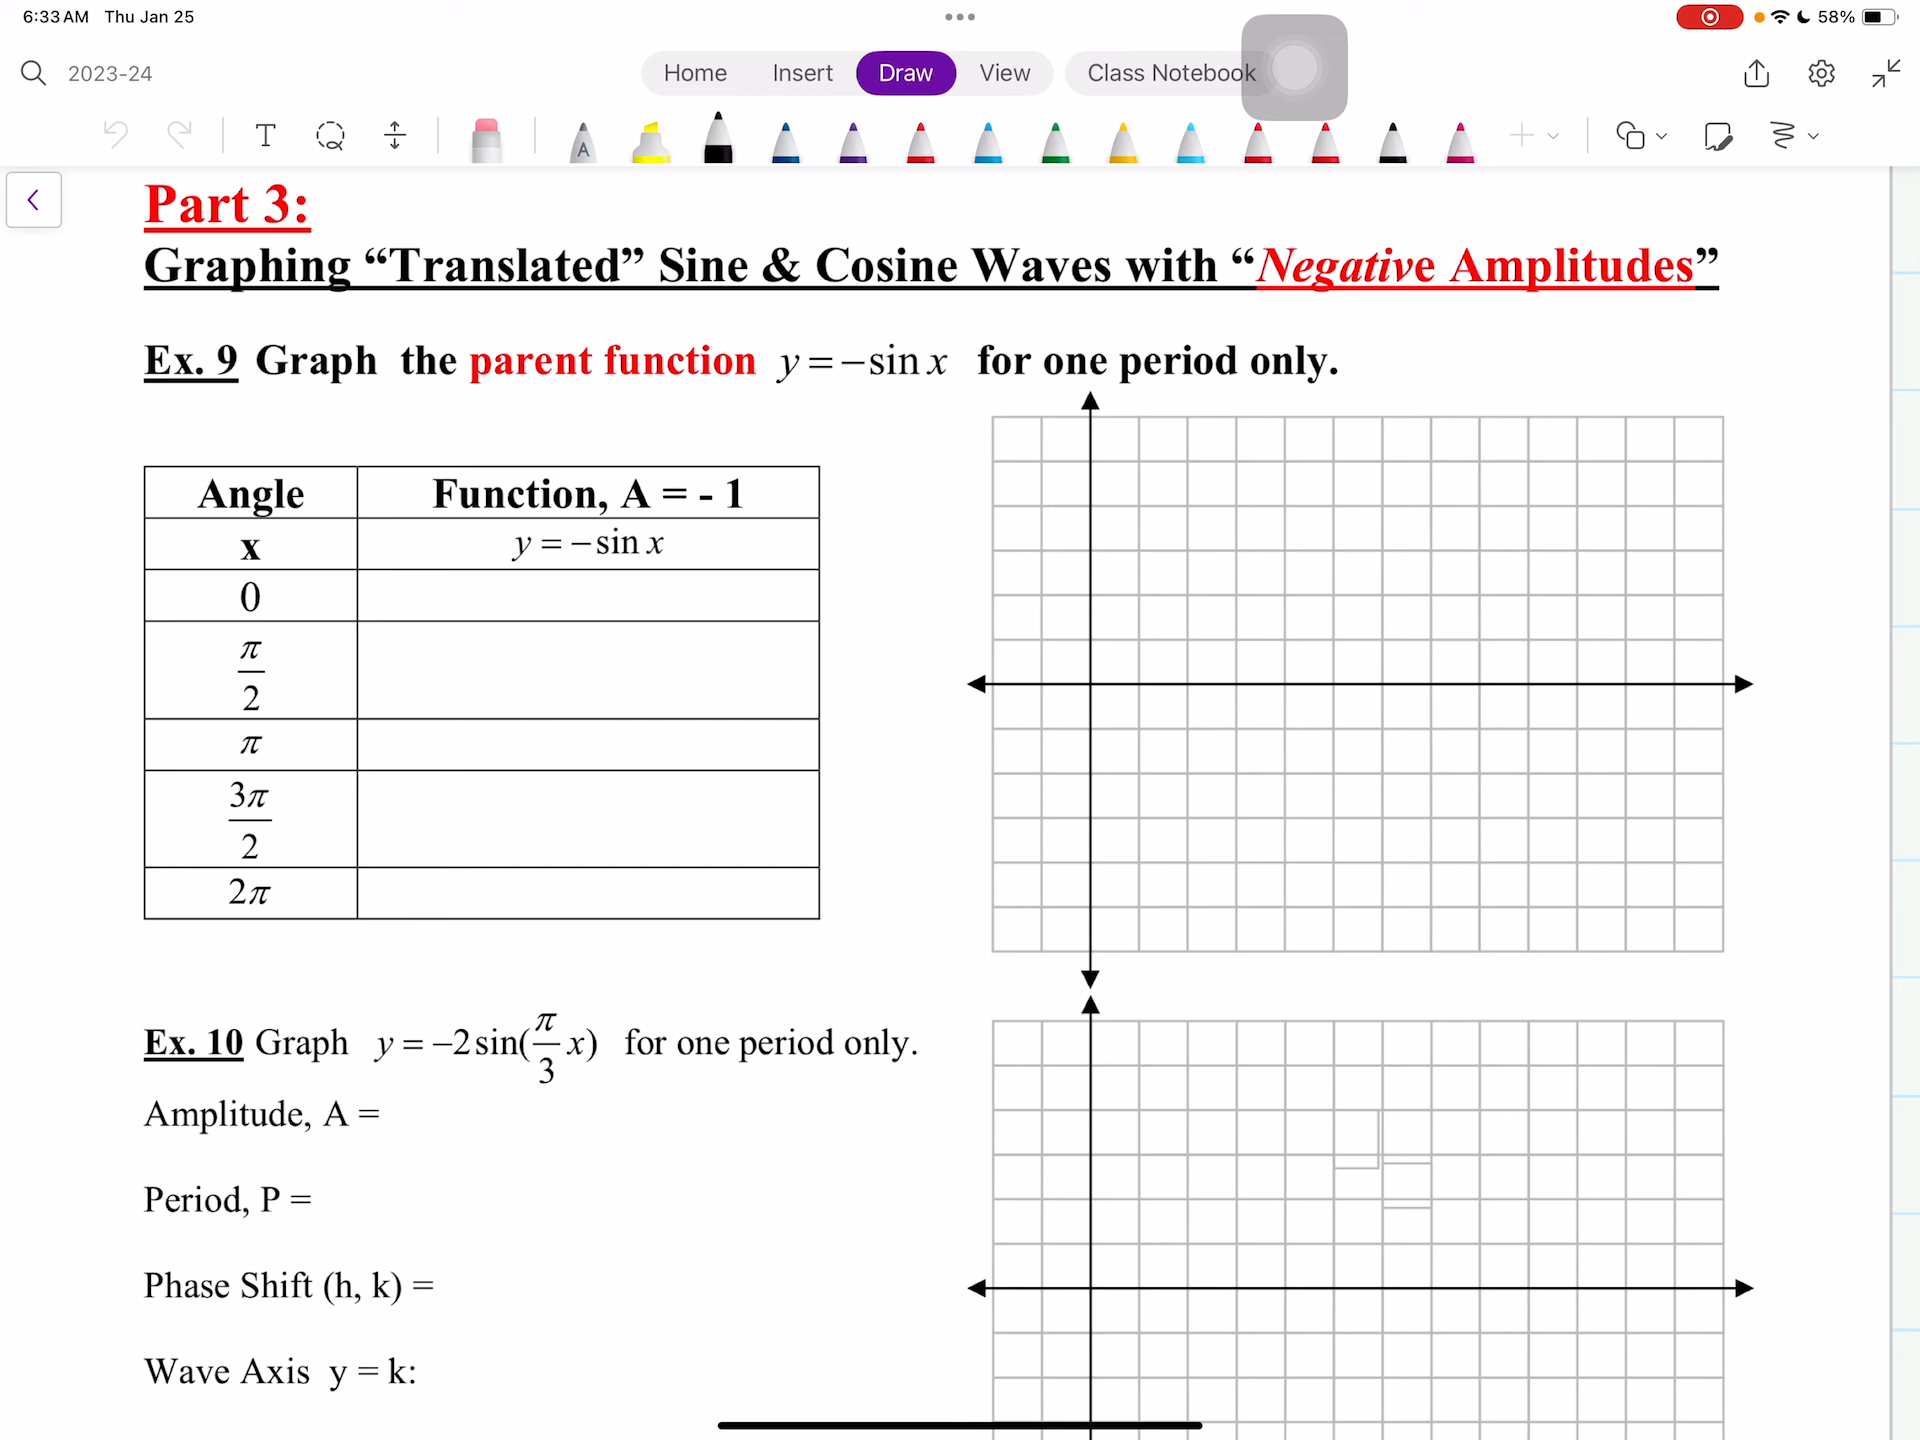 6:33 AM Thu Jan 25
58%
2023-24
Home Insert Draw View Class Notebook
T
A
Part 3:
Graphing “Translated” Sine & Cosine Waves with “Negative Amplitudes”
Ex. 9 Graph the parent function y = −sin x for one period only.
Angle Function, A = - 1
x y = −sin x
0
π/2
π
3π/2
2π
Ex. 10 Graph y = −2 sin(π/3 x) for one period only.
Amplitude, A =
Period, P =
Phase Shift (h, k) =
Wave Axis y = k: